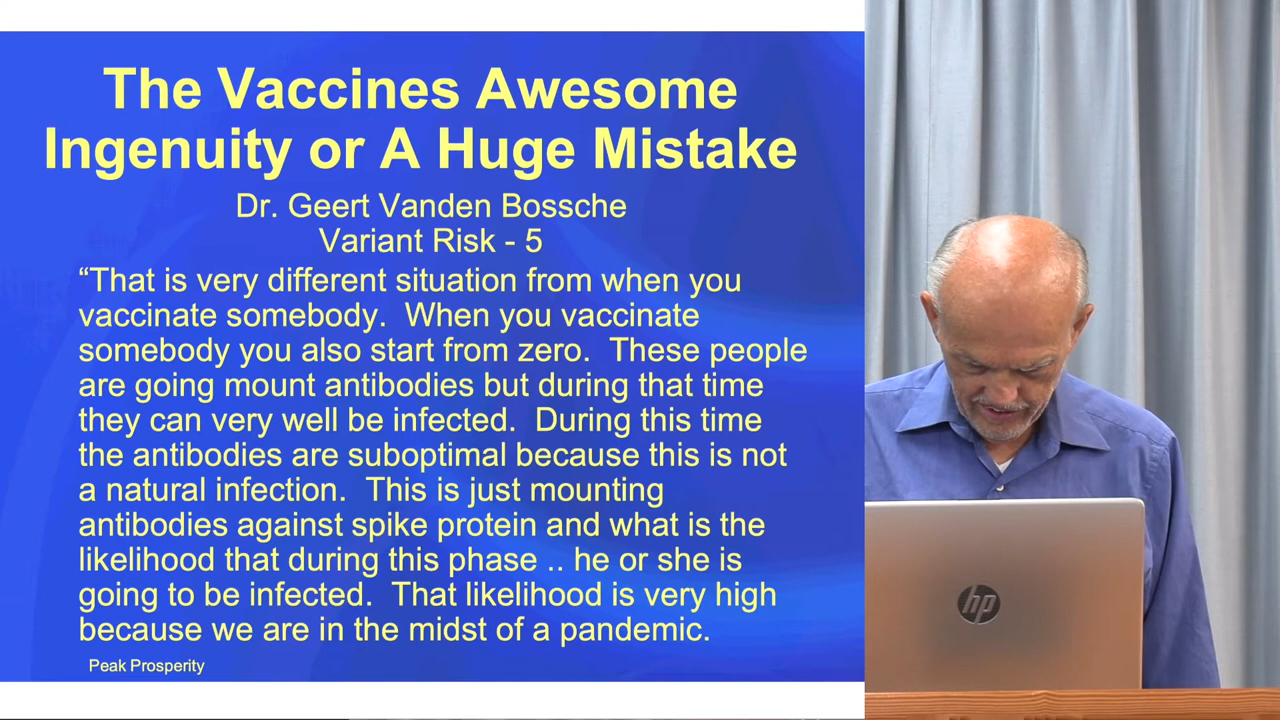 The Vaccines Awesome
Ingenuity or A Huge Mistake
Dr. Geert Vanden Bossche
Variant Risk - 5
“That is very different situation from when you
vaccinate somebody. When you vaccinate
somebody you also start from zero. These people
are going mount antibodies but during that time
they can very well be infected. During this time
the antibodies are suboptimal because this is not
a natural infection. This is just mounting
antibodies against spike protein and what is the
likelihood that during this phase .. he or she is
going to be infected. That likelihood is very high
because we are in the midst of a pandemic.
Peak Prosperity
hp